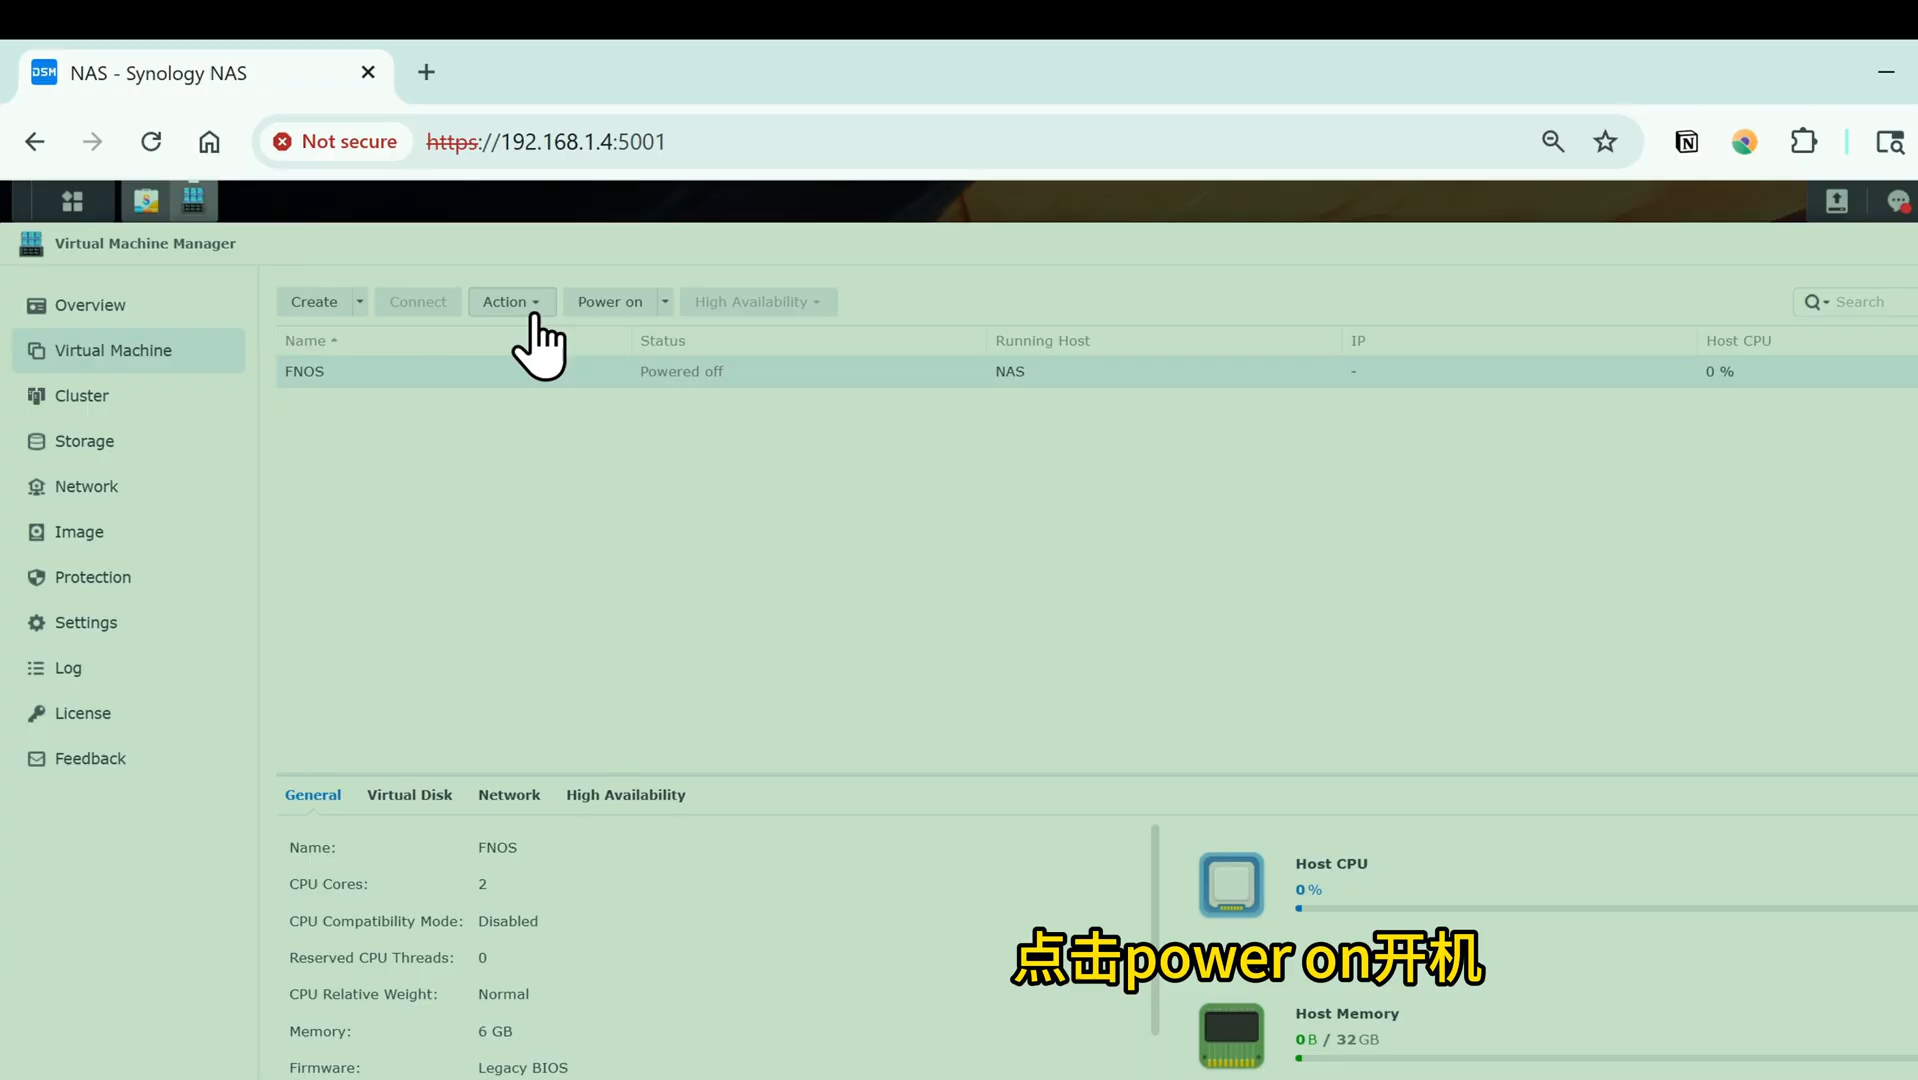 DSM NAS - Synology NAS
Not secure https://192.168.1.4:5001
Virtual Machine Manager
Overview
Virtual Machine
Cluster
Storage
Network
Image
Protection
Settings
Log
License
Feedback
Create Connect Action Power on High Availability Search
Name Status Running Host IP Host CPU
FNOS Powered off NAS - 0 %
General Virtual Disk Network High Availability
Name: FNOS
CPU Cores: 2
CPU Compatibility Mode: Disabled
Reserved CPU Threads: 0
CPU Relative Weight: Normal
Memory: 6 GB
Firmware: Legacy BIOS
Host CPU
0 %
点击power on开机
Host Memory
0 B / 32 GB